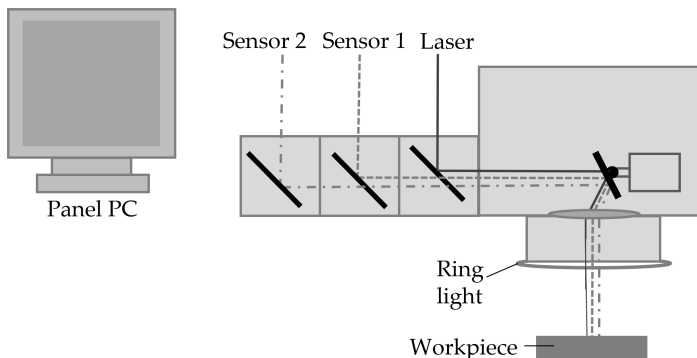 Sensor 2
Sensor 1
Laser
Panel PC
Ring
light
Workpiece